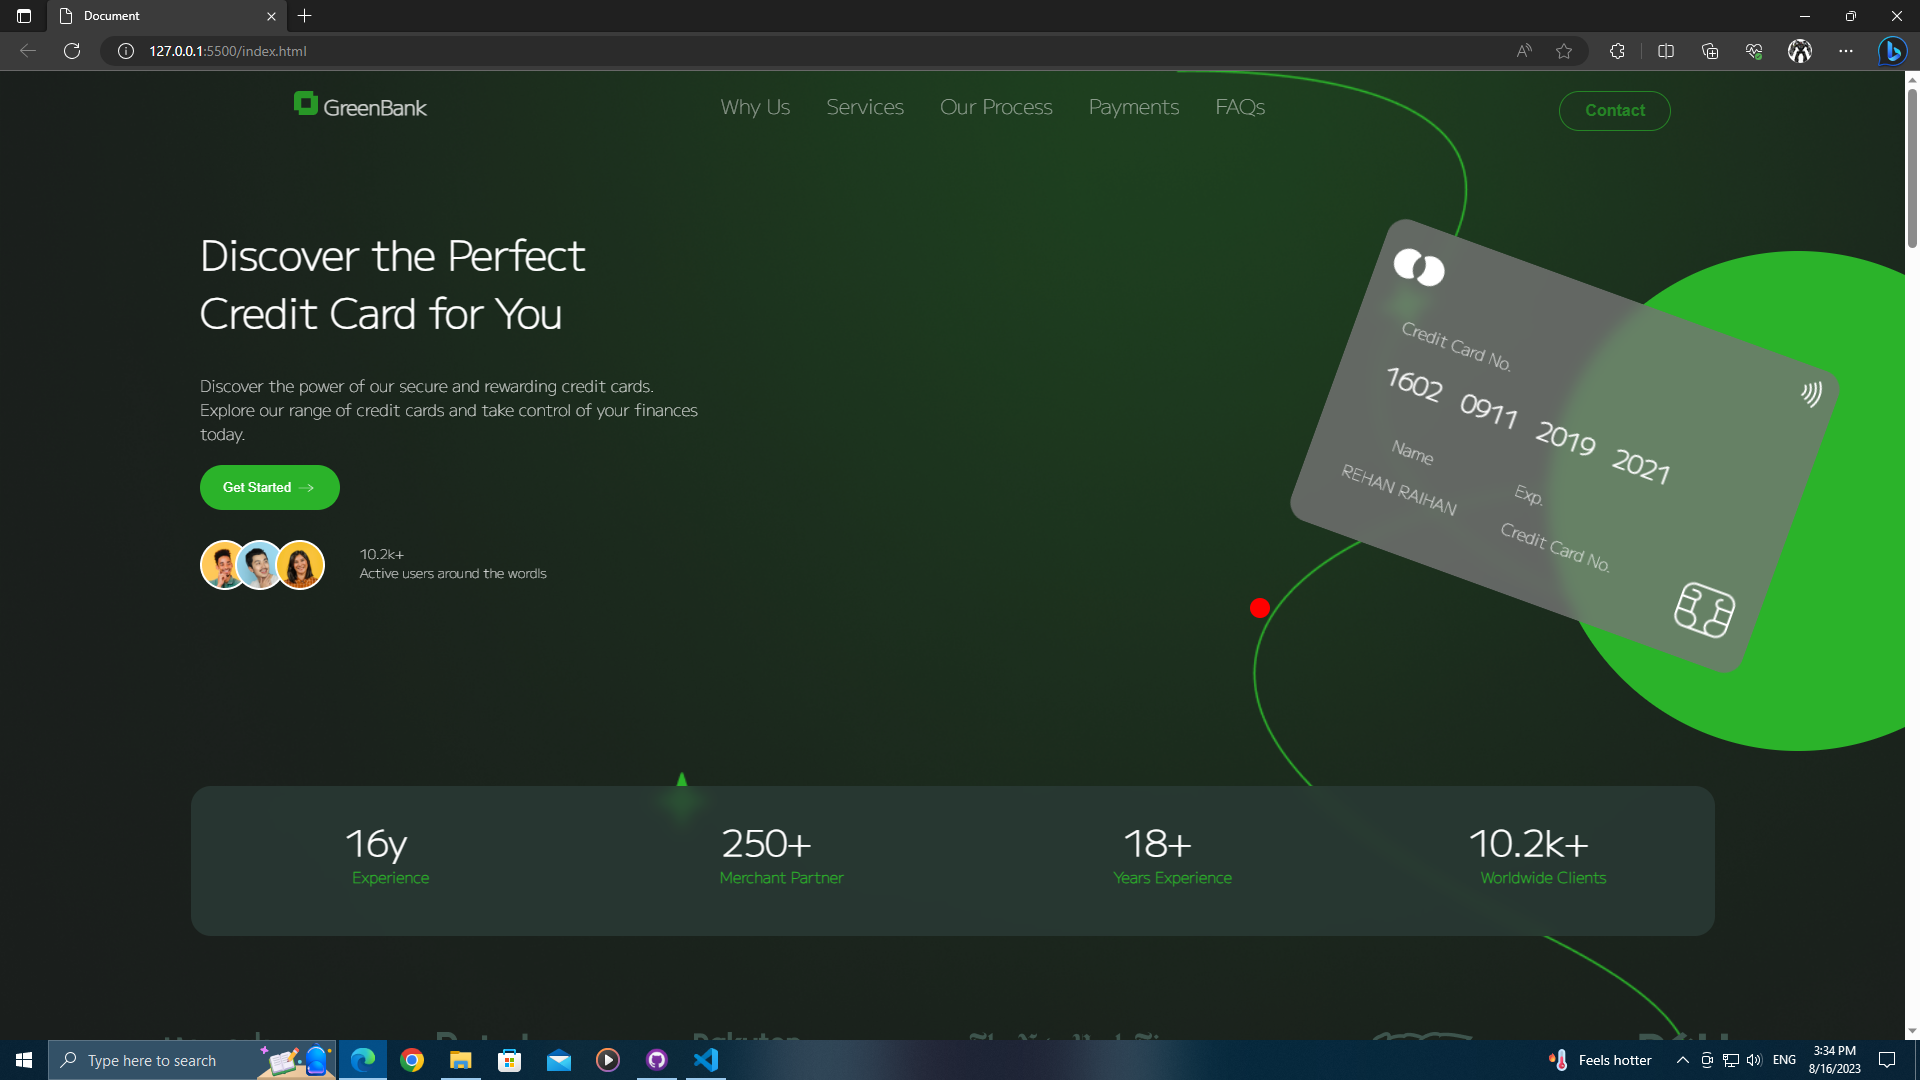 Document
127.0.0.1:5500/index.html
GreenBank
Why Us
Services
Our Process
Payments
FAQs
Contact
Discover the Perfect
Credit Card for You
Discover the power of our secure and rewarding credit cards.
Explore our range of credit cards and take control of your finances
today.
Get Started
10.2k+
Active users around the wordls
Credit Card No.
1602 0911 2019 2021
Name
REHAN RAIHAN
Exp.
Credit Card No.
16y
Experience
250+
Merchant Partner
18+
Years Experience
10.2k+
Worldwide Clients
Type here to search
Feels hotter
ENG
3:34 PM
8/16/2023